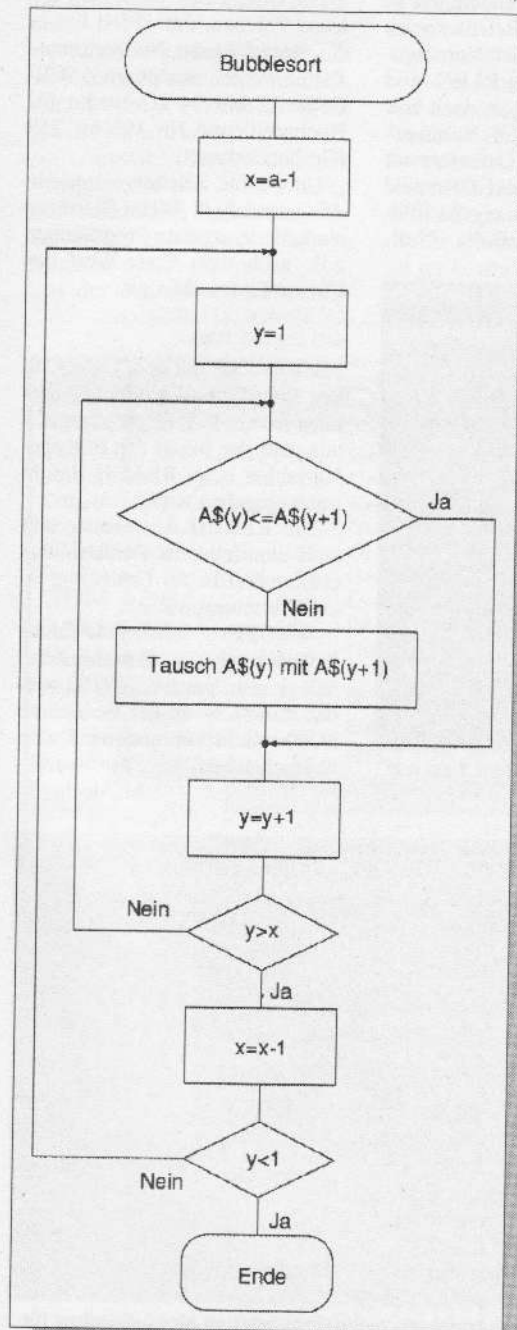 Bubblesort
x=a-1
y=1
A$(y)<=A$(y+1)
Ja
Nein
Tausch A$(y) mit A$(y+1)
y=y+1
Nein
y>x
Ja
x=x-1
y<1
Nein
Ja
Ende